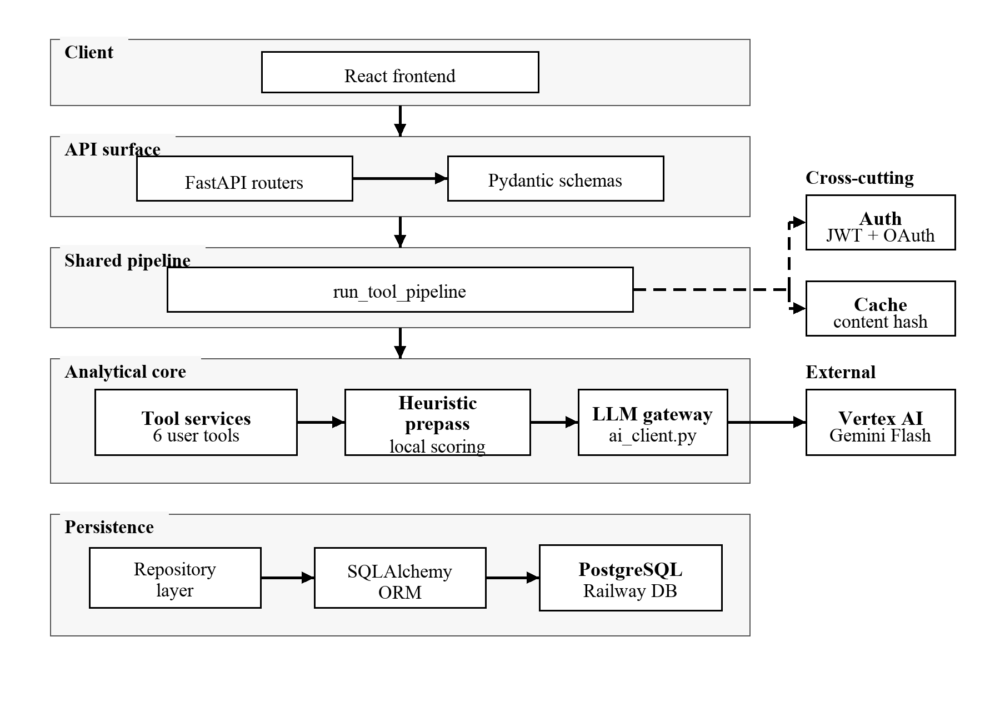 Client
React frontend
API surface
FastAPI routers
Pydantic schemas
Cross-cutting
Auth
JWT + OAuth
Shared pipeline
run_tool_pipeline
Cache
content hash
Analytical core
Tool services
6 user tools
Heuristic
prepass
local scoring
LLM gateway
ai_client.py
External
Vertex AI
Gemini Flash
Persistence
Repository
layer
SQLAlchemy
ORM
PostgreSQL
Railway DB